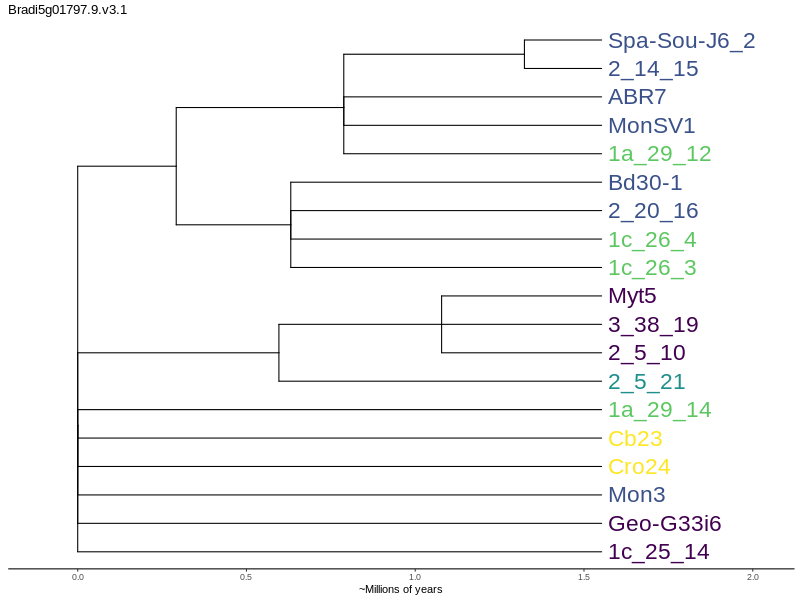 Bradi5g01797.9.v3.1
Spa-Sou-J6_2
2_14_15
ABR7
MonSV1
1a_29_12
Bd30-1
2_20_16
1c_26_4
1c_26_3
Myt5
3_38_19
2_5_10
2_5_21
1a_29_14
Cb23
Cro24
Mon3
Geo-G33i6
1c_25_14
0.0 0.5 1.0 1.5 2.0
~Millions of years